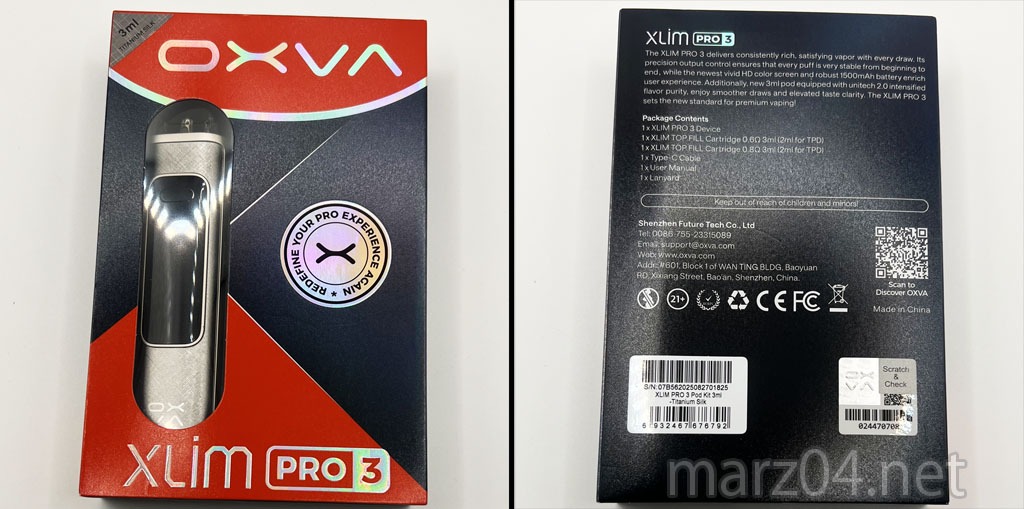 3ml
TITANIUM SILK
OXVA
REDEFINE YOUR PRO EXPERIENCE AGAIN ★
OXVA
XLIM PRO 3
XLIM PRO 3
The XLIM PRO 3 delivers consistently rich, satisfying vapor with every draw. Its
precision output control ensures that every puff is very stable from beginning to
end, while the newest vivid HD color screen and robust 1500mAh battery enrich
user experience. Additionally, new 3ml pod equipped with unitech 2.0 intensified
flavor purity, enjoy smoother draws and elevated taste clarity. The XLIM PRO 3
sets the new standard for premium vaping!
Package Contents
1 x XLIM PRO 3 Device
1 x XLIM TOP FILL Cartridge 0.6Ω 3ml (2ml for TPD)
1 x XLIM TOP FILL Cartridge 0.8Ω 3ml (2ml for TPD)
1 x Type-C Cable
1 x User Manual
1 x Lanyard
Keep out of reach of children and minors!
Shenzhen Future Tech Co., Ltd
Tel: 0086-755-23315089
Email: support@oxva.com
Web: www.oxva.com
Adde: #601, Block 1 of WAN TING BLDG, Baoyuan
RD, Xixiang Street, Bao'an, Shenzhen, China.
Scan to
Discover OXVA
21+
CE FC
Made in China
S/N:07B562025082701825
XLIM PRO 3 Pod Kit 3ml
-Titanium Silk
6 932467 676792
OXVA
Scratch
&
Check
02447070
marz04.net